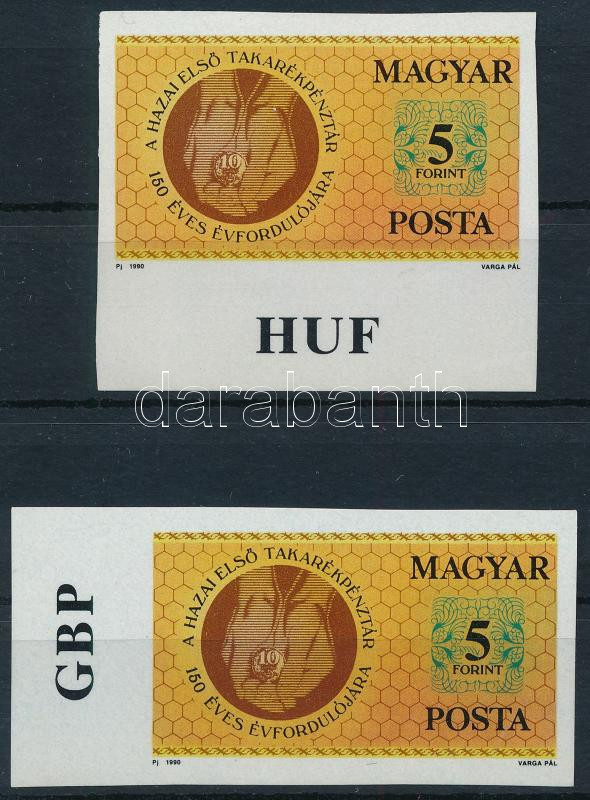 A HAZAI ELSŐ TAKARÉKPÉNZTÁR
150 ÉVES ÉVFORDULÓJÁRA
10
MAGYAR
5
FORINT
POSTA
Pj 1990
VARGA PÁL
HUF
darabanth
GBP
A HAZAI ELSŐ TAKARÉKPÉNZTÁR
150 ÉVES ÉVFORDULÓJÁRA
10
MAGYAR
5
FORINT
POSTA
Pj 1990
VARGA PÁL